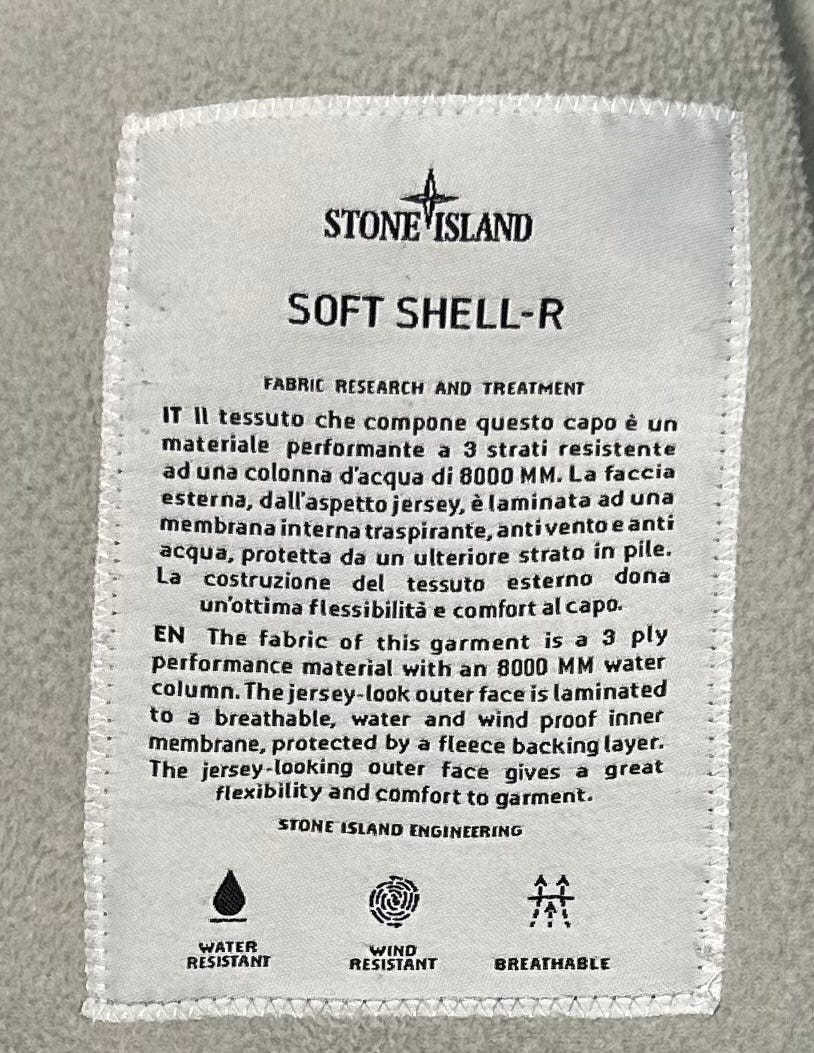 STONE ISLAND
SOFT SHELL-R
FABRIC RESEARCH AND TREATMENT
IT Il tessuto che compone questo capo è un
materiale performante a 3 strati resistente
ad una colonna d'acqua di 8000 MM. La faccia
esterna, dall'aspetto jersey, è laminata ad una
membrana interna traspirante, antivento e anti
acqua, protetta da un ulteriore strato in pile.
La costruzione del tessuto esterno dona
un'ottima flessibilità e comfort al capo.
EN The fabric of this garment is a 3 ply
performance material with an 8000 MM water
column. The jersey-look outer face is laminated
to a breathable, water and wind proof inner
membrane, protected by a fleece backing layer.
The jersey-looking outer face gives a great
flexibility and comfort to garment.
STONE ISLAND ENGINEERING
WATER
RESISTANT
WIND
RESISTANT
BREATHABLE